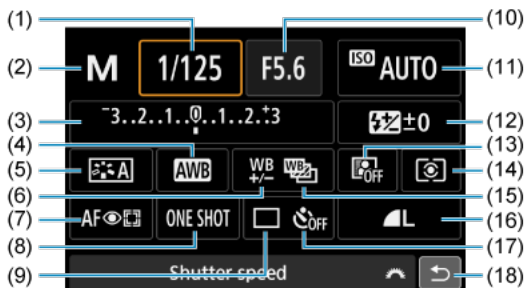 (1) (10)
(2) M 1/125 F5.6 ISO AUTO (11)
(3) -3..2..1..0..1..2..+3 ±0 (12)
(4) (13)
(5) A AWB WB +/- WB OFF (14)
(6) (15)
(7) AF ONE SHOT OFF L (16)
(8) (17)
(9) Shutter speed (18)